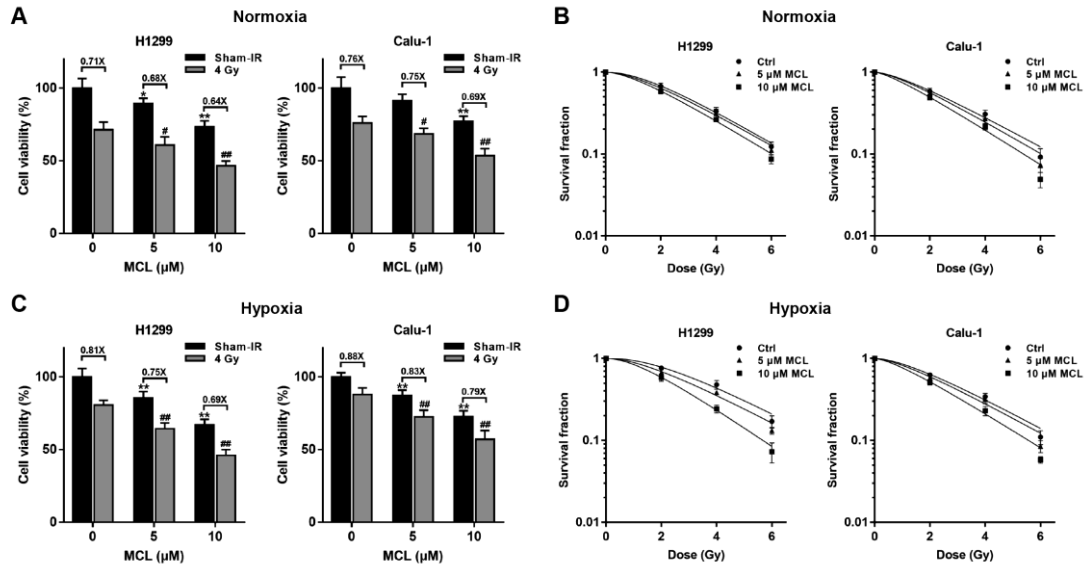 A
Normoxia
H1299
Sham-IR
4 Gy
0.71X
0.68X
0.64X
*
#
**
##
Cell viability (%)
100
50
0
0 5 10
MCL (µM)
Calu-1
Sham-IR
4 Gy
0.76X
0.75X
0.69X
#
**
##
Cell viability (%)
100
50
0
0 5 10
MCL (µM)
B
Normoxia
H1299
Ctrl
5 µM MCL
10 µM MCL
Survival fraction
1
0.1
0.01
0 2 4 6
Dose (Gy)
Calu-1
Ctrl
5 µM MCL
10 µM MCL
Survival fraction
1
0.1
0.01
0 2 4 6
Dose (Gy)
C
Hypoxia
H1299
Sham-IR
4 Gy
0.81X
0.75X
0.69X
**
##
**
##
Cell viability (%)
100
50
0
0 5 10
MCL (µM)
Calu-1
Sham-IR
4 Gy
0.88X
0.83X
0.79X
**
##
**
##
Cell viability (%)
100
50
0
0 5 10
MCL (µM)
D
Hypoxia
H1299
Ctrl
5 µM MCL
10 µM MCL
Survival fraction
1
0.1
0.01
0 2 4 6
Dose (Gy)
Calu-1
Ctrl
5 µM MCL
10 µM MCL
Survival fraction
1
0.1
0.01
0 2 4 6
Dose (Gy)